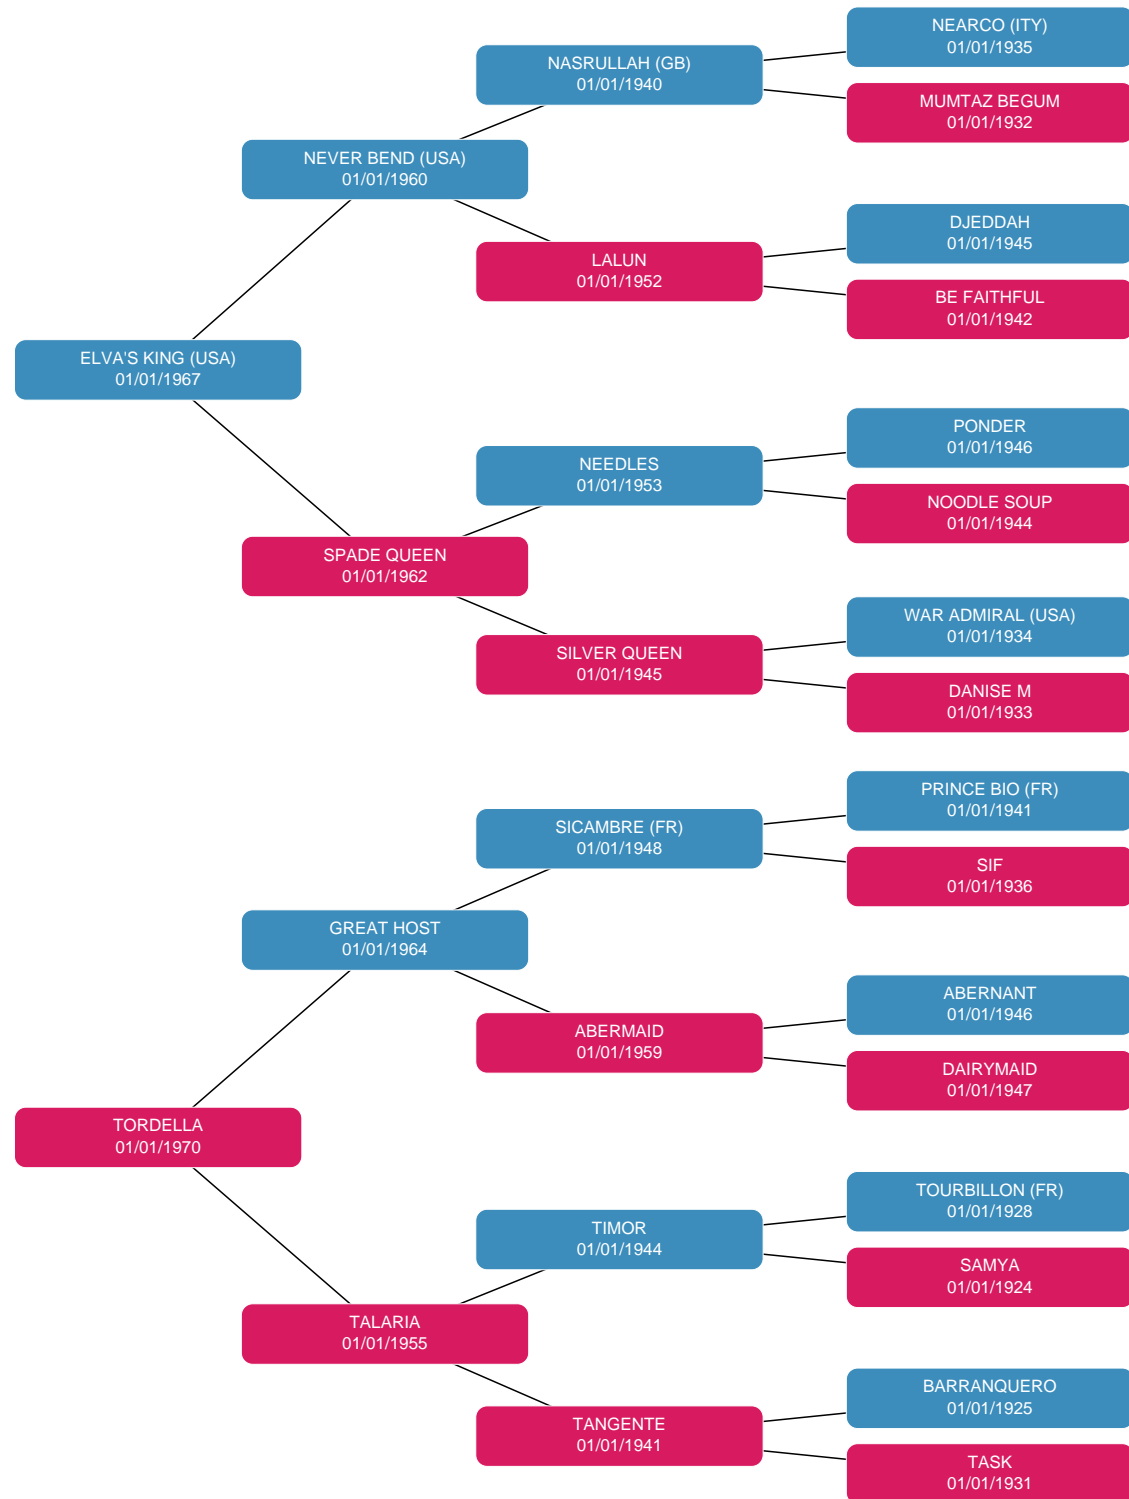 NEARCO (ITY)
01/01/1935
NASRULLAH (GB)
01/01/1940
MUMTAZ BEGUM
01/01/1932
NEVER BEND (USA)
01/01/1960
DJEDDAH
01/01/1945
LALUN
01/01/1952
BE FAITHFUL
01/01/1942
ELVA'S KING (USA)
01/01/1967
PONDER
01/01/1946
NEEDLES
01/01/1953
NOODLE SOUP
01/01/1944
SPADE QUEEN
01/01/1962
WAR ADMIRAL (USA)
01/01/1934
SILVER QUEEN
01/01/1945
DANISE M
01/01/1933
PRINCE BIO (FR)
01/01/1941
SICAMBRE (FR)
01/01/1948
SIF
01/01/1936
GREAT HOST
01/01/1964
ABERNANT
01/01/1946
ABERMAID
01/01/1959
DAIRYMAID
01/01/1947
TORDELLA
01/01/1970
TOURBILLON (FR)
01/01/1928
TIMOR
01/01/1944
SAMYA
01/01/1924
TALARIA
01/01/1955
BARRANQUERO
01/01/1925
TANGENTE
01/01/1941
TASK
01/01/1931